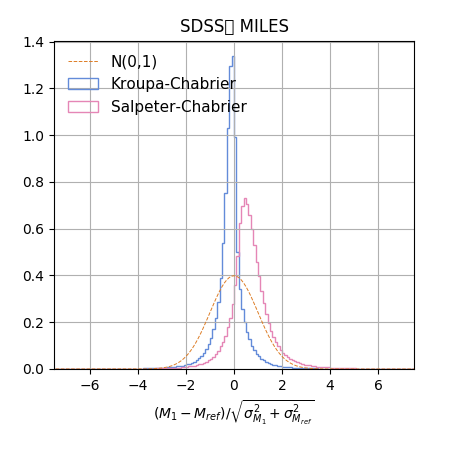 SDSS， MILES
1.4
1.2
1.0
0.8
0.6
0.4
0.2
0.0
N(0,1)
Kroupa-Chabrier
Salpeter-Chabrier
−6 −4 −2 0 2 4 6
(M₁ − M_ref)/√(σ²_M₁ + σ²_M_ref)